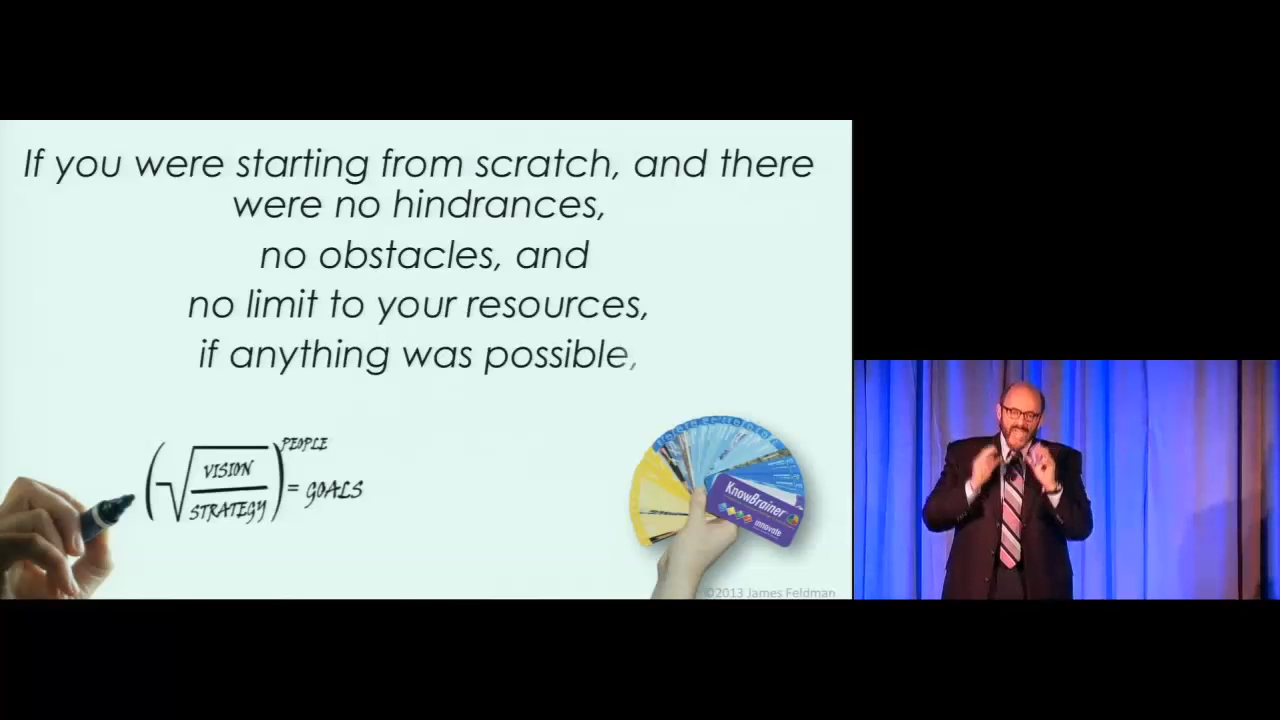 If you were starting from scratch, and there
were no hindrances,
no obstacles, and
no limit to your resources,
if anything was possible,
PEOPLE
VISION
STRATEGY
= GOALS
KnowBrainer
innovate
©2013 James Feldman